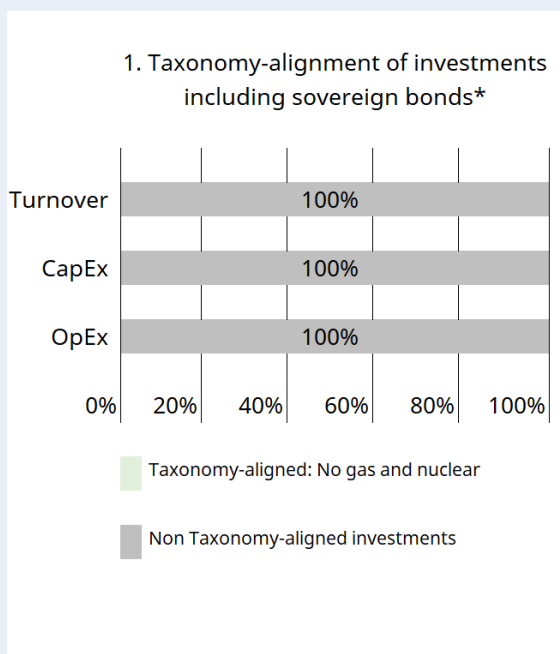 1. Taxonomy-alignment of investments
including sovereign bonds*
Turnover 100%
CapEx 100%
OpEx 100%
0% 20% 40% 60% 80% 100%
Taxonomy-aligned: No gas and nuclear
Non Taxonomy-aligned investments